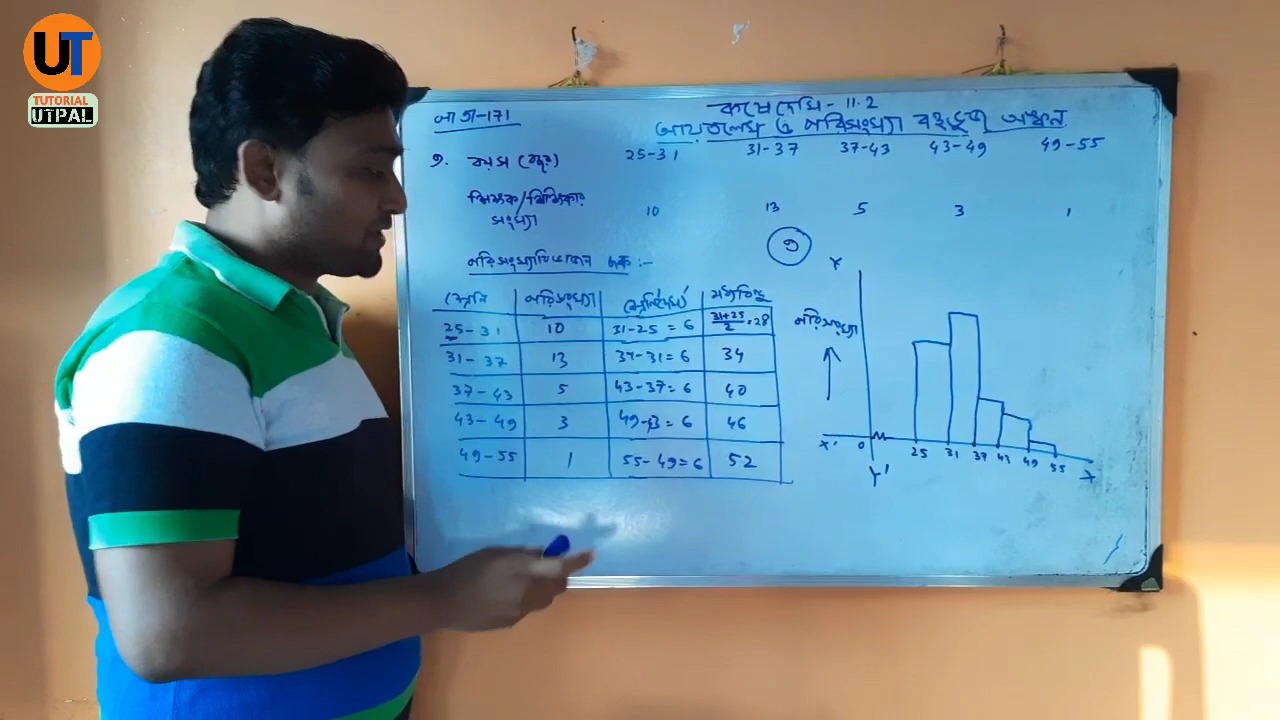 UT
TUTORIAL
UTPAL
পাতা-171
কষে দেখি - 11.2
আয়তলেখ ও পরিসংখ্যা বহুভুজ অঙ্কন
৩. বয়স (বছর) 25-31 31-37 37-43 43-49 49-55
শিক্ষক/শিক্ষিকার সংখ্যা 10 13 5 3 1
পরিসংখ্যাবিভাজন ছক :-
৩
শ্রেণি পরিসংখ্যা শ্রেণিদৈর্ঘ্য মধ্যবিন্দু
25-31 10 31-25 = 6 31+25/2 = 28
31-37 13 37-31 = 6 34
37-43 5 43-37 = 6 40
43-49 3 49-43 = 6 46
49-55 1 55-49 = 6 52
Y
পরিসংখ্যা
X' 0 25 31 37 43 49 55 X
Y'